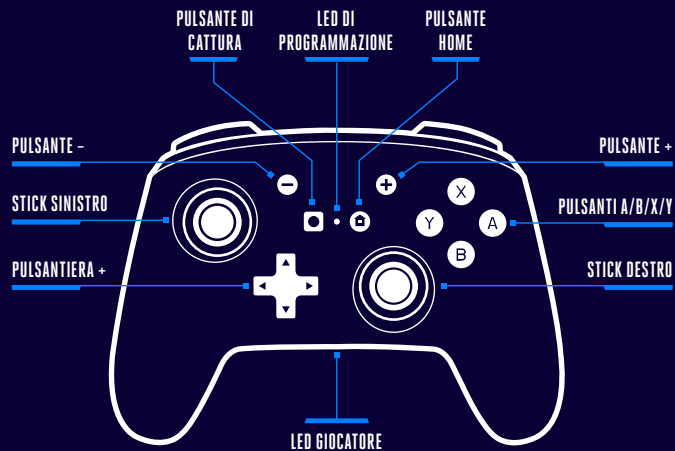 PULSANTE DI
CATTURA
LED DI
PROGRAMMAZIONE
PULSANTE
HOME
PULSANTE –
PULSANTE +
STICK SINISTRO
PULSANTI A/B/X/Y
PULSANTIERA +
STICK DESTRO
X
Y
A
B
LED GIOCATORE